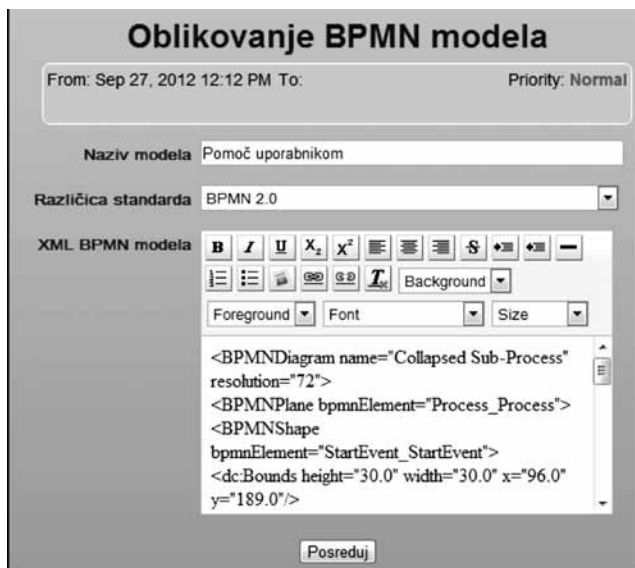 Oblikovanje BPMN modela
From: Sep 27, 2012 12:12 PM To: Priority: Normal
Naziv modela Pomoč uporabnikom
Različica standarda BPMN 2.0
XML BPMN modela B I U X₂ X² S
T Background
Foreground Font Size
<BPMNDiagram name="Collapsed Sub-Process"
resolution="72">
<BPMNPlane bpmnElement="Process_Process">
<BPMNShape
bpmnElement="StartEvent_StartEvent">
<dc:Bounds height="30.0" width="30.0" x="96.0"
y="189.0"/>
Posreduj